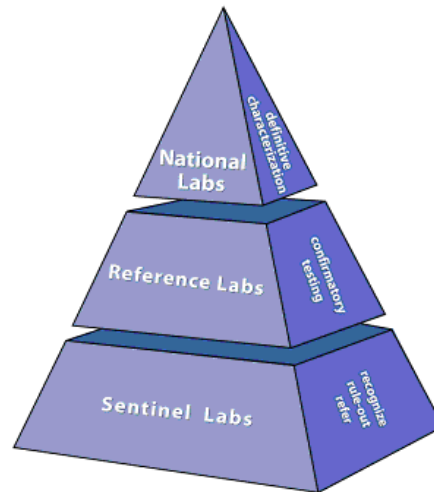 National
Labs
definitive
characterization
Reference Labs
confirmatory
testing
Sentinel Labs
recognize
rule-out
refer